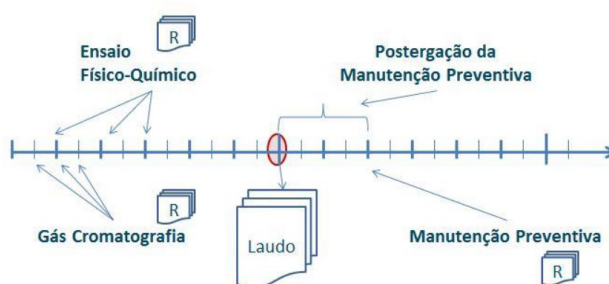 R
Ensaio
Físico-Químico
Postergação da
Manutenção Preventiva
R
Gás Cromatografia
Laudo
Manutenção Preventiva
R